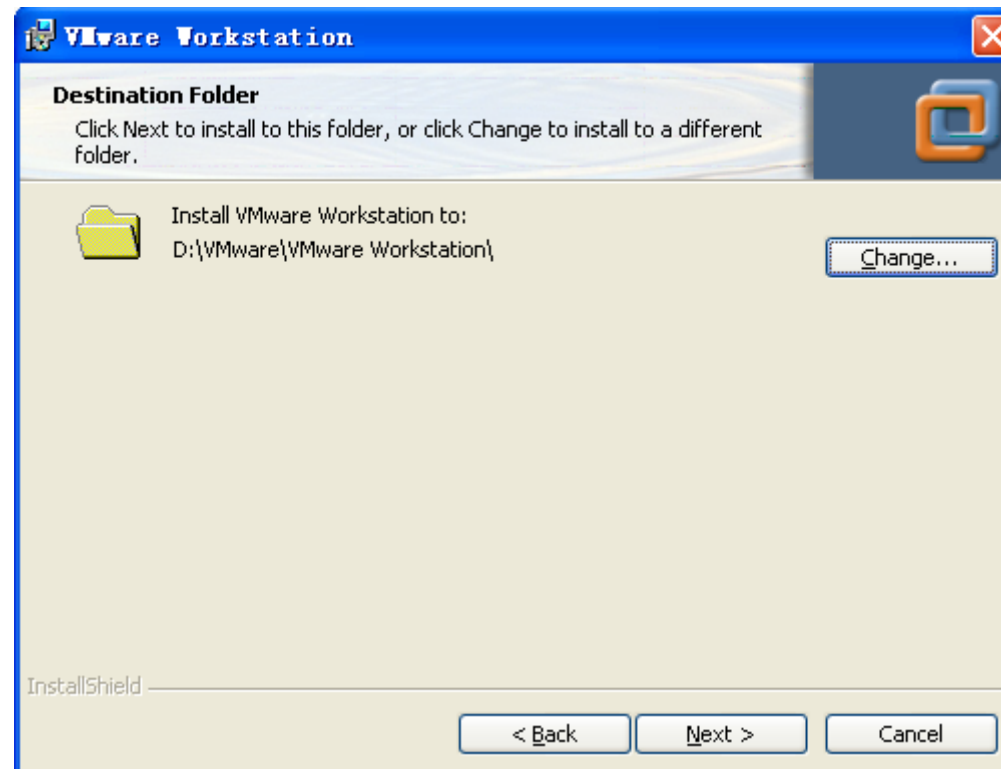 VMware Workstation
Destination Folder
Click Next to install to this folder, or click Change to install to a different
folder.
Install VMware Workstation to:
D:\VMware\VMware Workstation\
Change...
InstallShield
< Back
Next >
Cancel